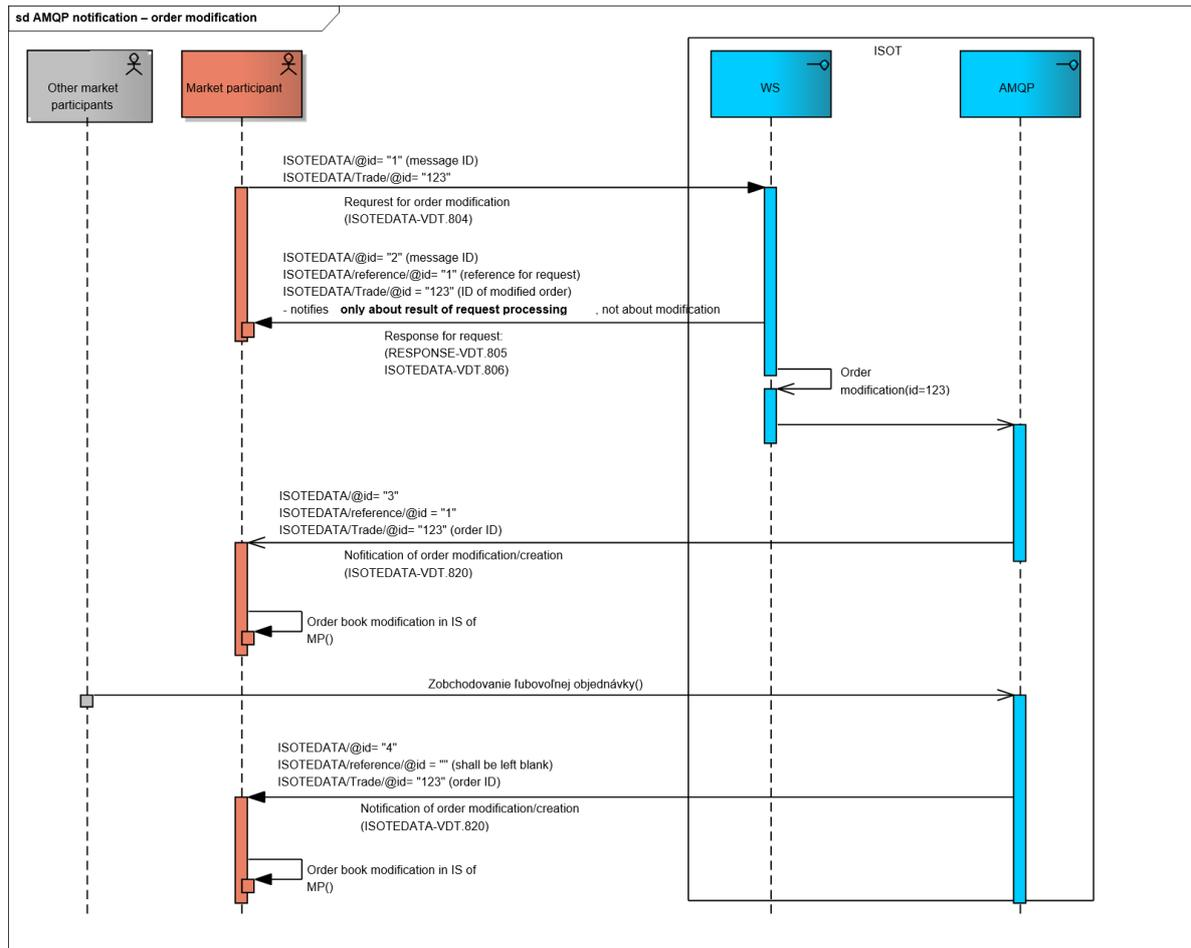 sd AMQP notification – order modification
ISOT
Other market
participants
Market participant
WS
AMQP
ISOTEDATA/@id= "1" (message ID)
ISOTEDATA/Trade/@id= "123"
Requrest for order modification
(ISOTEDATA-VDT.804)
ISOTEDATA/@id= "2" (message ID)
ISOTEDATA/reference/@id= "1" (reference for request)
ISOTEDATA/Trade/@id = "123" (ID of modified order)
- notifies only about result of request processing , not about modification
Response for request:
(RESPONSE-VDT.805
ISOTEDATA-VDT.806)
Order
modification(id=123)
ISOTEDATA/@id= "3"
ISOTEDATA/reference/@id = "1"
ISOTEDATA/Trade/@id= "123" (order ID)
Nofitication of order modification/creation
(ISOTEDATA-VDT.820)
Order book modification in IS of
MP()
Zobchodovanie ľubovoľnej objednávky()
ISOTEDATA/@id= "4"
ISOTEDATA/reference/@id = "" (shall be left blank)
ISOTEDATA/Trade/@id= "123" (order ID)
Notification of order modification/creation
(ISOTEDATA-VDT.820)
Order book modification in IS of
MP()